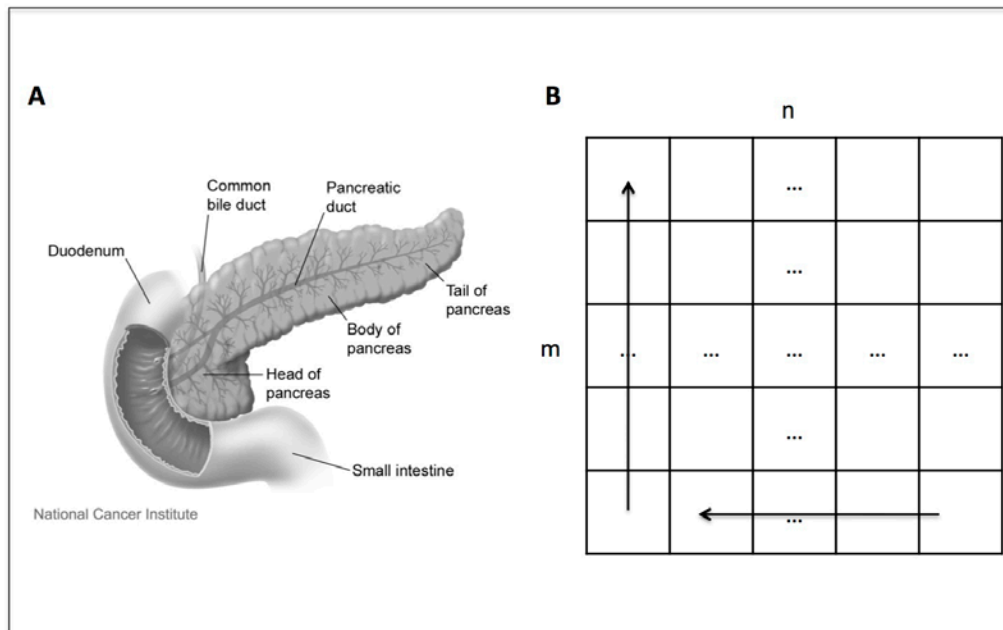 A
Common
bile duct
Pancreatic
duct
Duodenum
Tail of
pancreas
Body of
pancreas
Head of
pancreas
Small intestine
National Cancer Institute
B
n
...
...
m
... ... ... ... ...
...
...